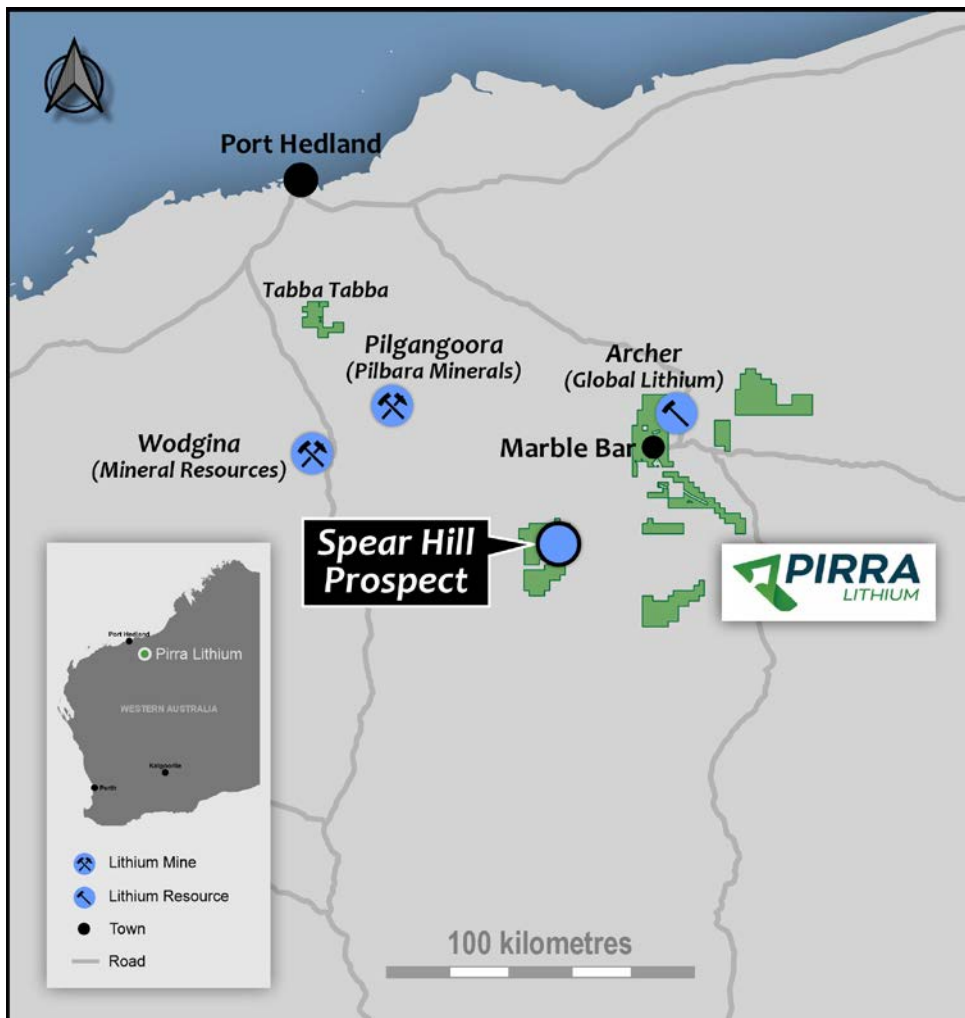 Port Hedland
Tabba Tabba
Pilgangoora
(Pilbara Minerals)
Archer
(Global Lithium)
Wodgina
(Mineral Resources)
Marble Bar
Spear Hill
Prospect
PIRRA
LITHIUM
Port Hedland
Pirra Lithium
WESTERN AUSTRALIA
Kalgoorlie
Perth
Lithium Mine
Lithium Resource
Town
Road
100 kilometres